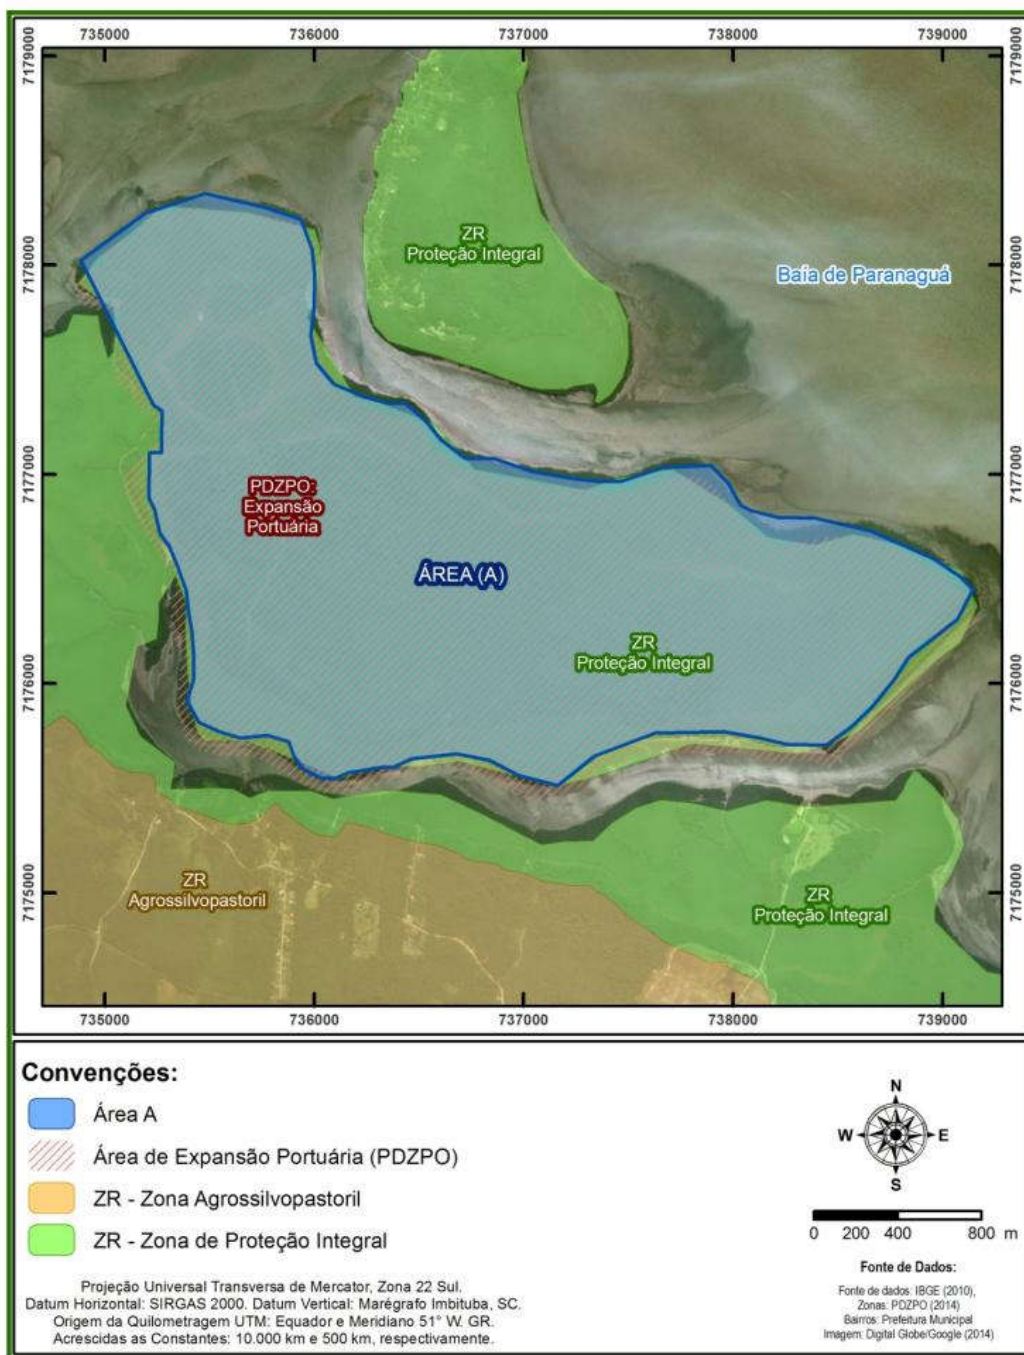 735000 736000 737000 738000 739000
7179000 7179000
ZR
Proteção Integral
Baía de Paranaguá
7178000 7178000
7177000 7177000
PDZPO:
Expansão
Portuária
ÁREA (A)
ZR
Proteção Integral
7176000 7176000
ZR
Agrossilvopastoril
ZR
Proteção Integral
7175000 7175000
735000 736000 737000 738000 739000
Convenções:
Área A
Área de Expansão Portuária (PDZPO)
ZR - Zona Agrossilvopastoril
ZR - Zona de Proteção Integral
Projeção Universal Transversa de Mercator, Zona 22 Sul.
Datum Horizontal: SIRGAS 2000. Datum Vertical: Marégrafo Imbituba, SC.
Origem da Quilometragem UTM: Equador e Meridiano 51° W. GR.
Acrescidas as Constantes: 10.000 km e 500 km, respectivamente.
N
W E
S
0 200 400 800 m
Fonte de Dados:
Fonte de dados: IBGE (2010),
Zonas: PDZPO (2014)
Bairros: Prefeitura Municipal
Imagem: Digital Globe/Google (2014)